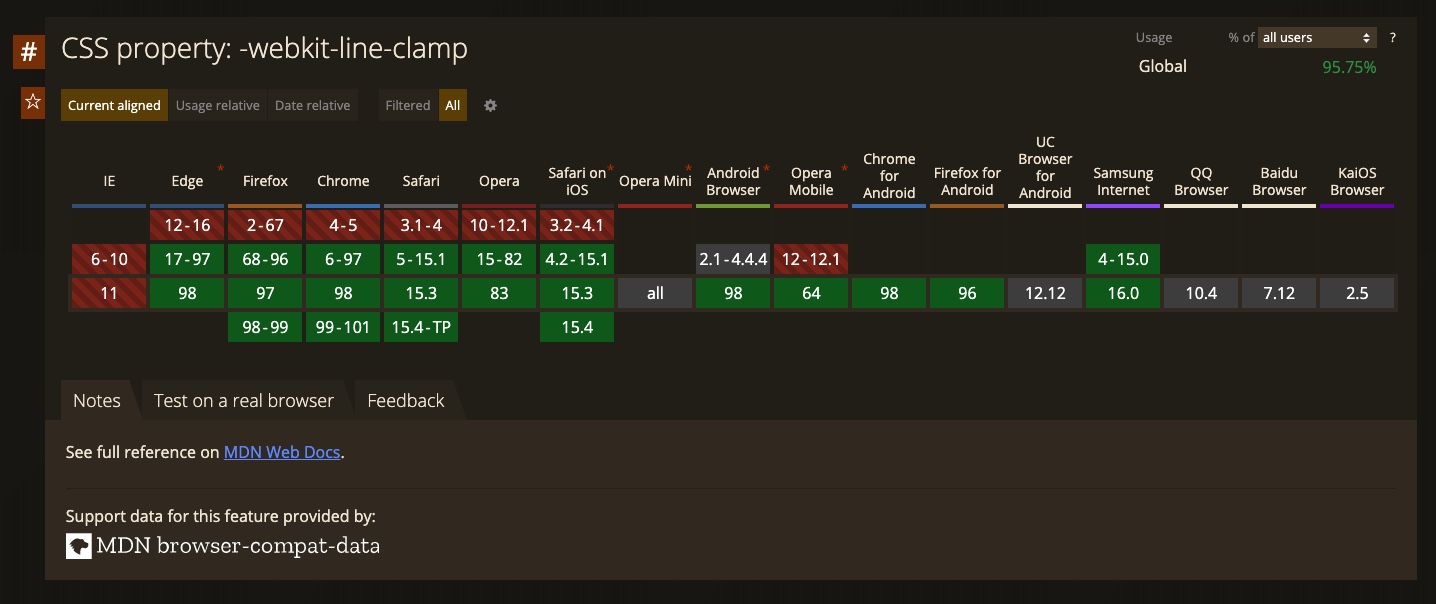 #
CSS property: -webkit-line-clamp
Usage % of all users ?
Global 95.75%
☆
Current aligned Usage relative Date relative Filtered All
IE Edge * Firefox Chrome Safari Opera Safari on iOS * Opera Mini * Android Browser * Opera Mobile * Chrome for Android Firefox for Android UC Browser for Android Samsung Internet QQ Browser Baidu Browser KaiOS Browser
12-16 2-67 4-5 3.1-4 10-12.1 3.2-4.1
6-10 17-97 68-96 6-97 5-15.1 15-82 4.2-15.1 2.1-4.4.4 12-12.1 4-15.0
11 98 97 98 15.3 83 15.3 all 98 64 98 96 12.12 16.0 10.4 7.12 2.5
98-99 99-101 15.4-TP 15.4
Notes Test on a real browser Feedback
See full reference on MDN Web Docs.
Support data for this feature provided by:
MDN browser-compat-data